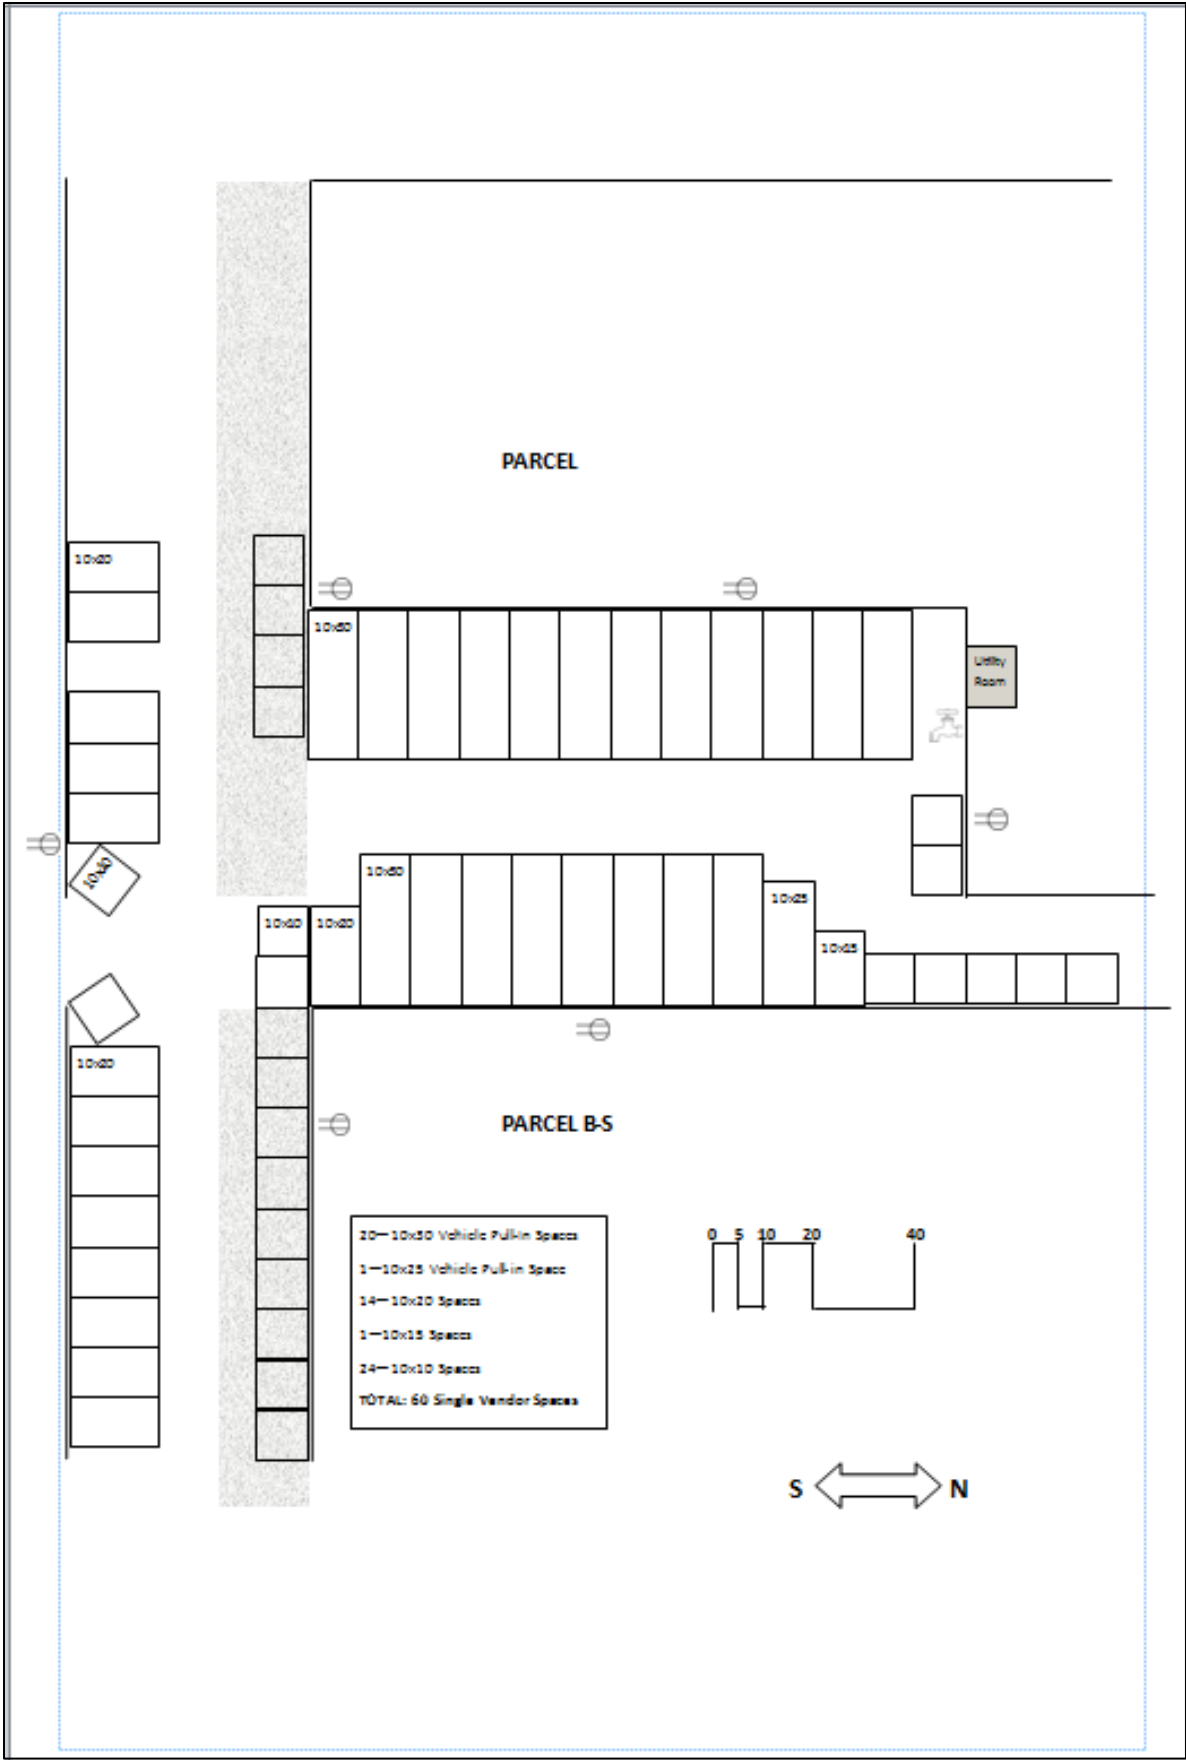 PARCEL
10x20
10x30
Utility
Room
10x10
10x30
10x25
10x10
10x20
10x15
10x20
PARCEL B-S
20—10x30 Vehicle Pull-In Spaces
1—10x25 Vehicle Pull-in Space
14—10x20 Spaces
1—10x15 Spaces
24—10x10 Spaces
TOTAL: 60 Single Vendor Spaces
0 5 10 20 40
S N